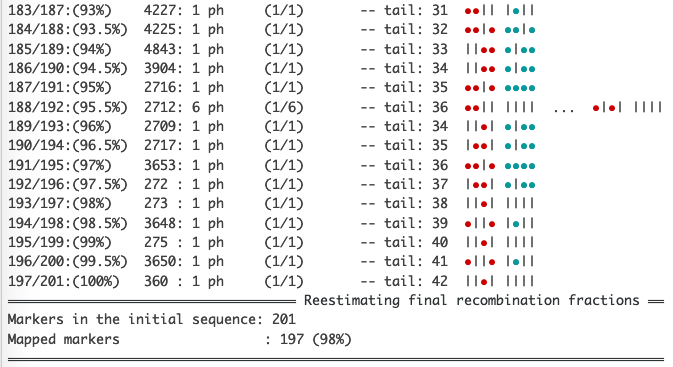 183/187:(93%) 4227: 1 ph (1/1) -- tail: 31 ●●|| |●||
184/188:(93.5%) 4225: 1 ph (1/1) -- tail: 32 ●●|● ●●|●
185/189:(94%) 4843: 1 ph (1/1) -- tail: 33 ||●● ●|●●
186/190:(94.5%) 3904: 1 ph (1/1) -- tail: 34 ||●● ●|●●
187/191:(95%) 2716: 1 ph (1/1) -- tail: 35 ●●|● ●●●●
188/192:(95.5%) 2712: 6 ph (1/6) -- tail: 36 ●●|| |||| ... ●|●| ||||
189/193:(96%) 2709: 1 ph (1/1) -- tail: 34 ||●| ●|●●
190/194:(96.5%) 2717: 1 ph (1/1) -- tail: 35 |●●| ●|●●
191/195:(97%) 3653: 1 ph (1/1) -- tail: 36 ●●|● ●●●●
192/196:(97.5%) 272 : 1 ph (1/1) -- tail: 37 |●●| ●|●●
193/197:(98%) 273 : 1 ph (1/1) -- tail: 38 ||●| ||||
194/198:(98.5%) 3648: 1 ph (1/1) -- tail: 39 ●||● |●||
195/199:(99%) 275 : 1 ph (1/1) -- tail: 40 ||●| ||||
196/200:(99.5%) 3650: 1 ph (1/1) -- tail: 41 ●||● |●||
197/201:(100%) 360 : 1 ph (1/1) -- tail: 42 ||●| ||||
Reestimating final recombination fractions
Markers in the initial sequence: 201
Mapped markers : 197 (98%)